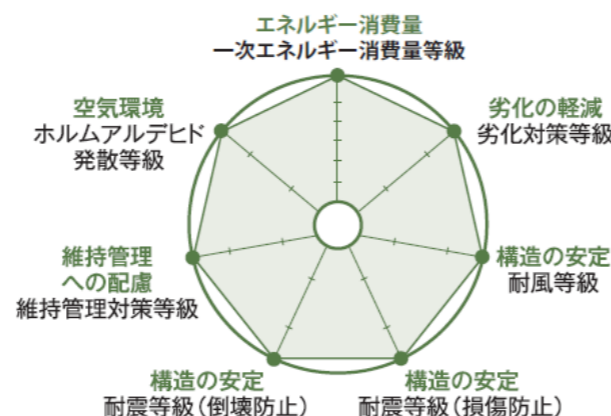 エネルギー消費量
一次エネルギー消費量等級
空気環境
ホルムアルデヒド
発散等級
劣化の軽減
劣化対策等級
維持管理
への配慮
維持管理対策等級
構造の安定
耐風等級
構造の安定
耐震等級（倒壊防止）
構造の安定
耐震等級（損傷防止）